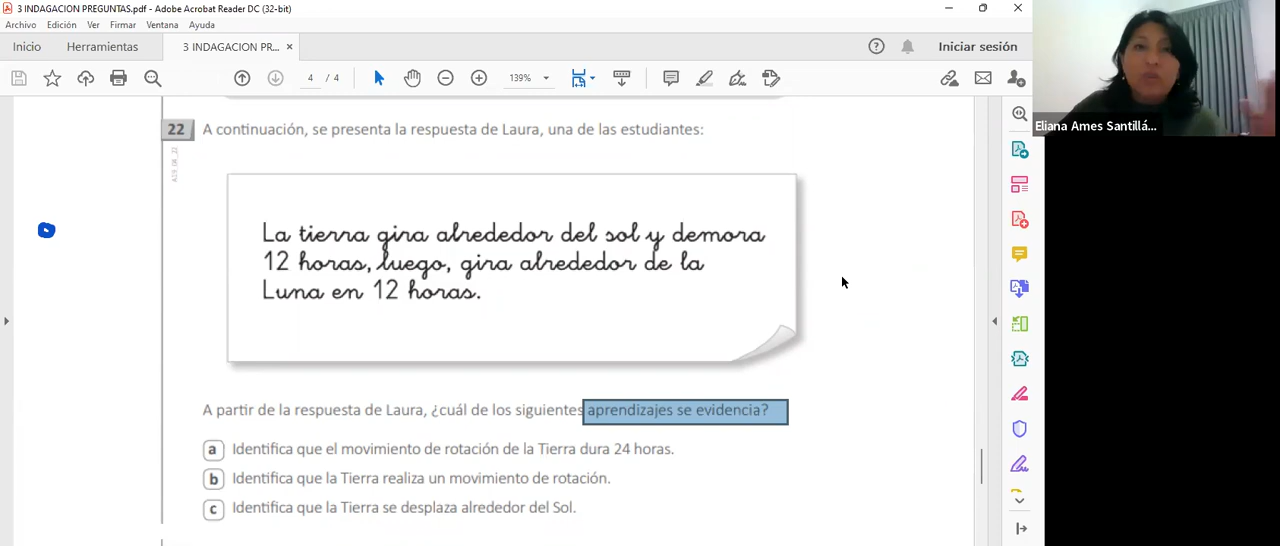 3 INDAGACION PREGUNTAS.pdf - Adobe Acrobat Reader DC (32-bit)
Archivo Edición Ver Firmar Ventana Ayuda
Inicio Herramientas 3 INDAGACION PR... × Iniciar sesión
4 / 4 139%
Eliana Ames Santillá...
22 A continuación, se presenta la respuesta de Laura, una de las estudiantes:
La tierra gira alrededor del sol y demora
12 horas, luego, gira alrededor de la
Luna en 12 horas.
A partir de la respuesta de Laura, ¿cuál de los siguientes aprendizajes se evidencia?
a Identifica que el movimiento de rotación de la Tierra dura 24 horas.
b Identifica que la Tierra realiza un movimiento de rotación.
c Identifica que la Tierra se desplaza alrededor del Sol.